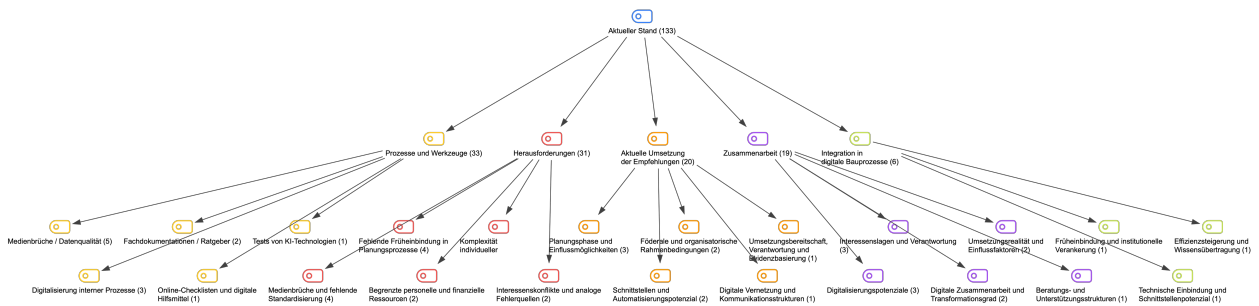 Aktueller Stand (133)
Prozesse und Werkzeuge (33)
Herausforderungen (31)
Aktuelle Umsetzung
der Empfehlungen (20)
Zusammenarbeit (19)
Integration in
digitale Bauprozesse (6)
Medienbrüche / Datenqualität (5)
Fachdokumentationen / Ratgeber (2)
Tests von KI-Technologien (1)
Fehlende Früheinbindung in
Planungsprozesse (4)
Komplexität
individueller
Planungsphase und
Einflussmöglichkeiten (3)
Föderale und organisatorische
Rahmenbedingungen (2)
Umsetzungsbereitschaft,
Verantwortung und
Evidenzbasierung (1)
Interessenslagen und Verantwortung
(3)
Umsetzungsrealität und
Einflussfaktoren (2)
Früheinbindung und institutionelle
Verankerung (1)
Effizienzsteigerung und
Wissensübertragung (1)
Digitalisierung interner Prozesse (3)
Online-Checklisten und digitale
Hilfsmittel (1)
Medienbrüche und fehlende
Standardisierung (4)
Begrenzte personelle und finanzielle
Ressourcen (2)
Interessenskonflikte und analoge
Fehlerquellen (2)
Schnittstellen und
Automatisierungspotenzial (2)
Digitale Vernetzung und
Kommunikationsstrukturen (1)
Digitalisierungspotenziale (3)
Digitale Zusammenarbeit und
Transformationsgrad (2)
Beratungs- und
Unterstützungsstrukturen (1)
Technische Einbindung und
Schnittstellenpotenzial (1)